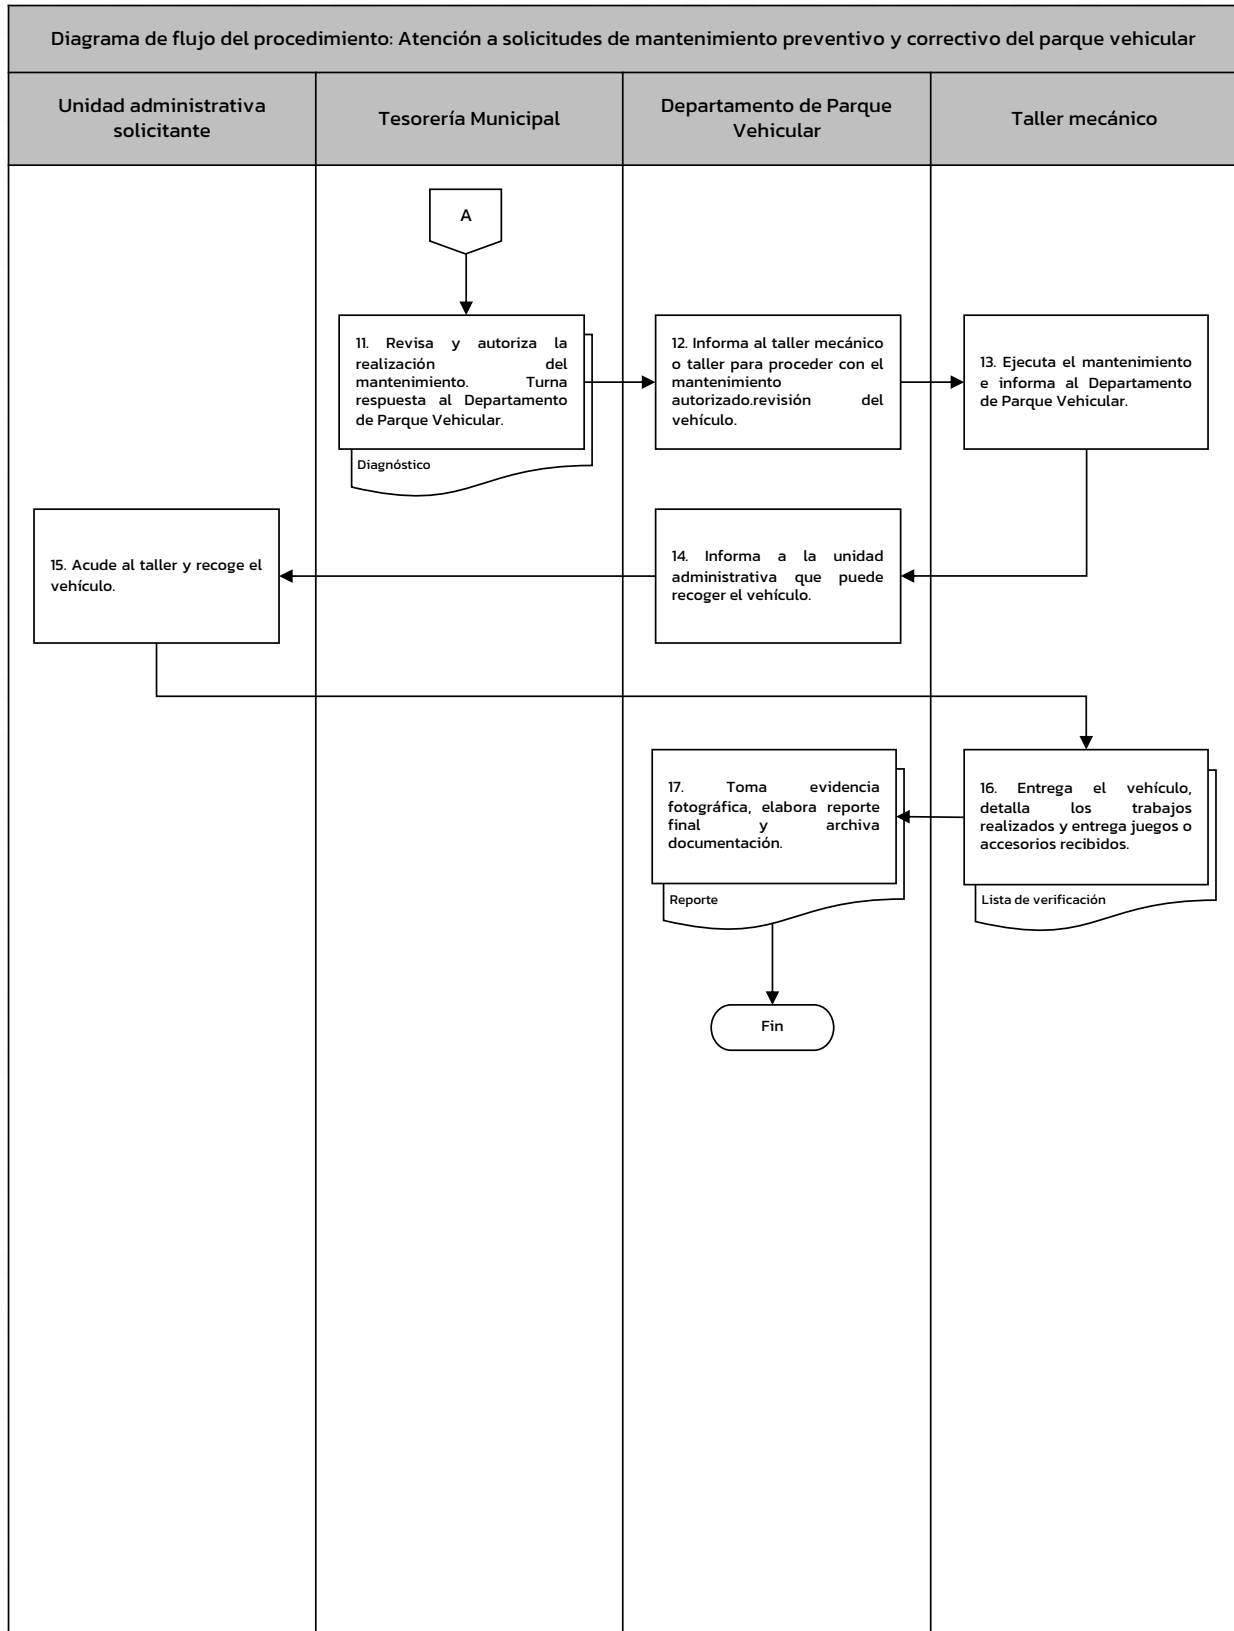 Diagrama de flujo del procedimiento: Atención a solicitudes de mantenimiento preventivo y correctivo del parque vehicular
Unidad administrativa
solicitante
Tesorería Municipal
Departamento de Parque
Vehicular
Taller mecánico
A
11. Revisa y autoriza la
realización del
mantenimiento. Turna
respuesta al Departamento
de Parque Vehicular.
Diagnóstico
12. Informa al taller mecánico
o taller para proceder con el
mantenimiento
autorizado.revisión del
vehículo.
13. Ejecuta el mantenimiento
e informa al Departamento
de Parque Vehicular.
14. Informa a la unidad
administrativa que puede
recoger el vehículo.
15. Acude al taller y recoge el
vehículo.
16. Entrega el vehículo,
detalla los trabajos
realizados y entrega juegos o
accesorios recibidos.
Lista de verificación
17. Toma evidencia
fotográfica, elabora reporte
final y archiva
documentación.
Reporte
Fin